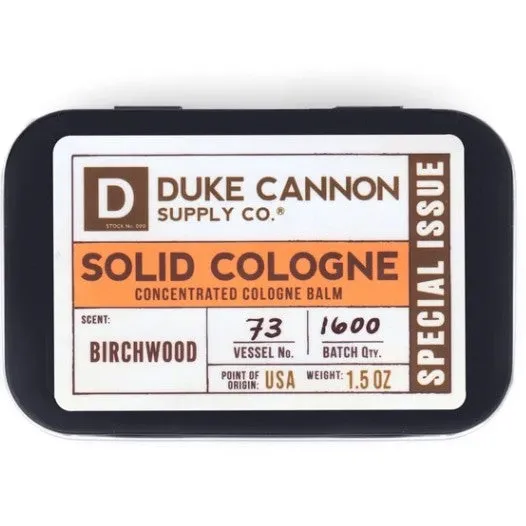 D
STOCK No. 999
DUKE CANNON
SUPPLY CO.®
SOLID COLOGNE
CONCENTRATED COLOGNE BALM
SCENT:
BIRCHWOOD
73
VESSEL No.
1600
BATCH QTY.
POINT OF
ORIGIN: USA
WEIGHT: 1.5 OZ
SPECIAL ISSUE